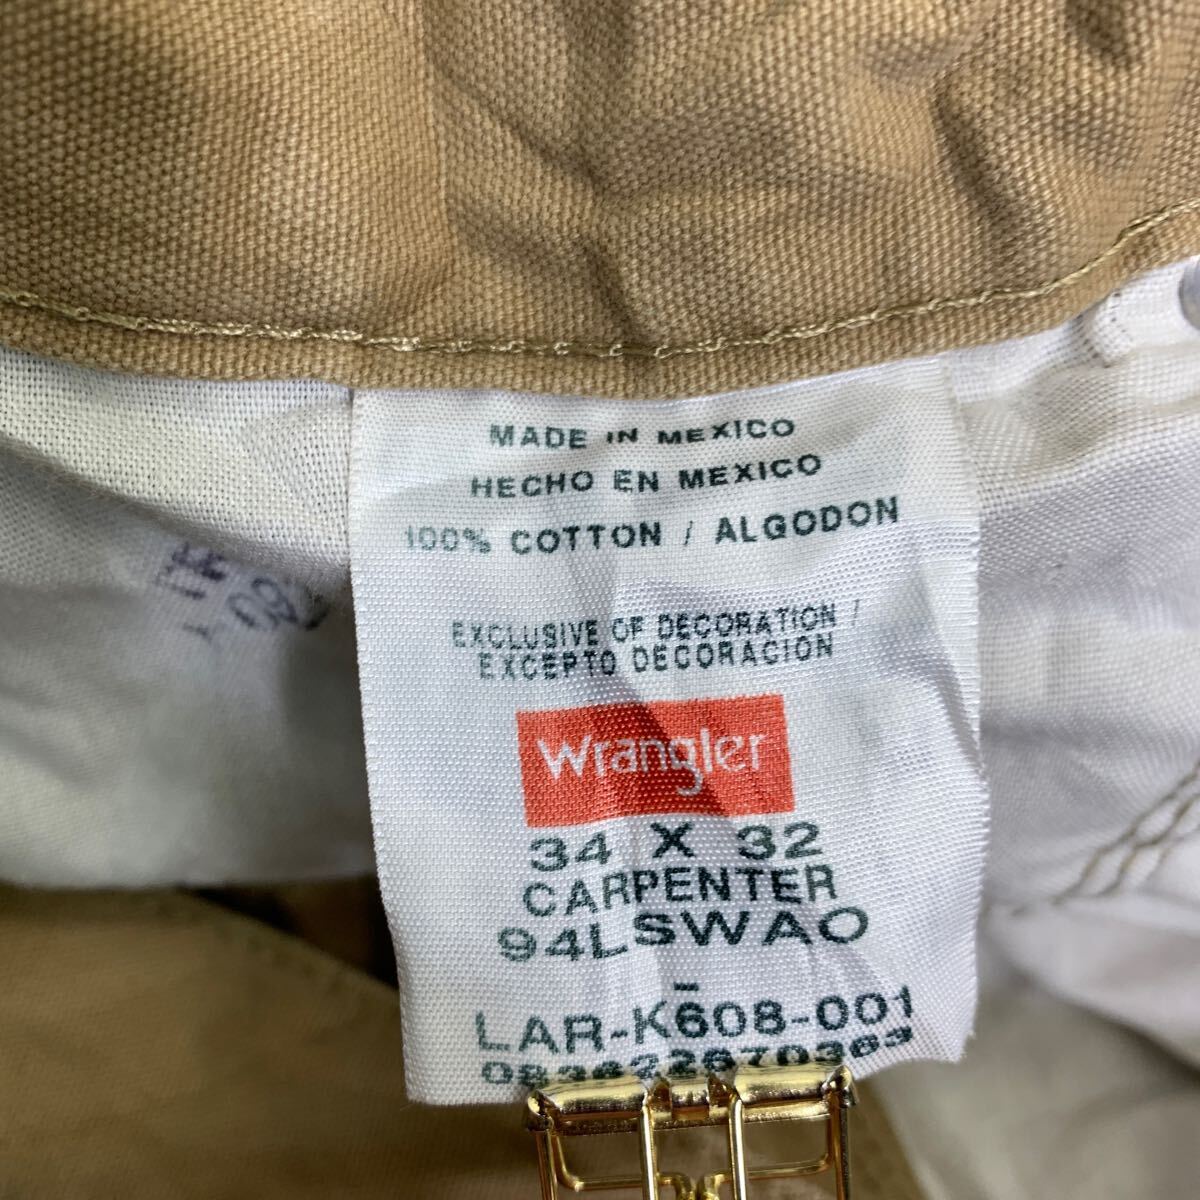 MADE IN MEXICO
HECHO EN MEXICO
100% COTTON / ALGODON
EXCLUSIVE OF DECORATION /
EXCEPTO DECORACION
Wrangler
34 X 32
CARPENTER
94LSWAO
LAR-K608-001